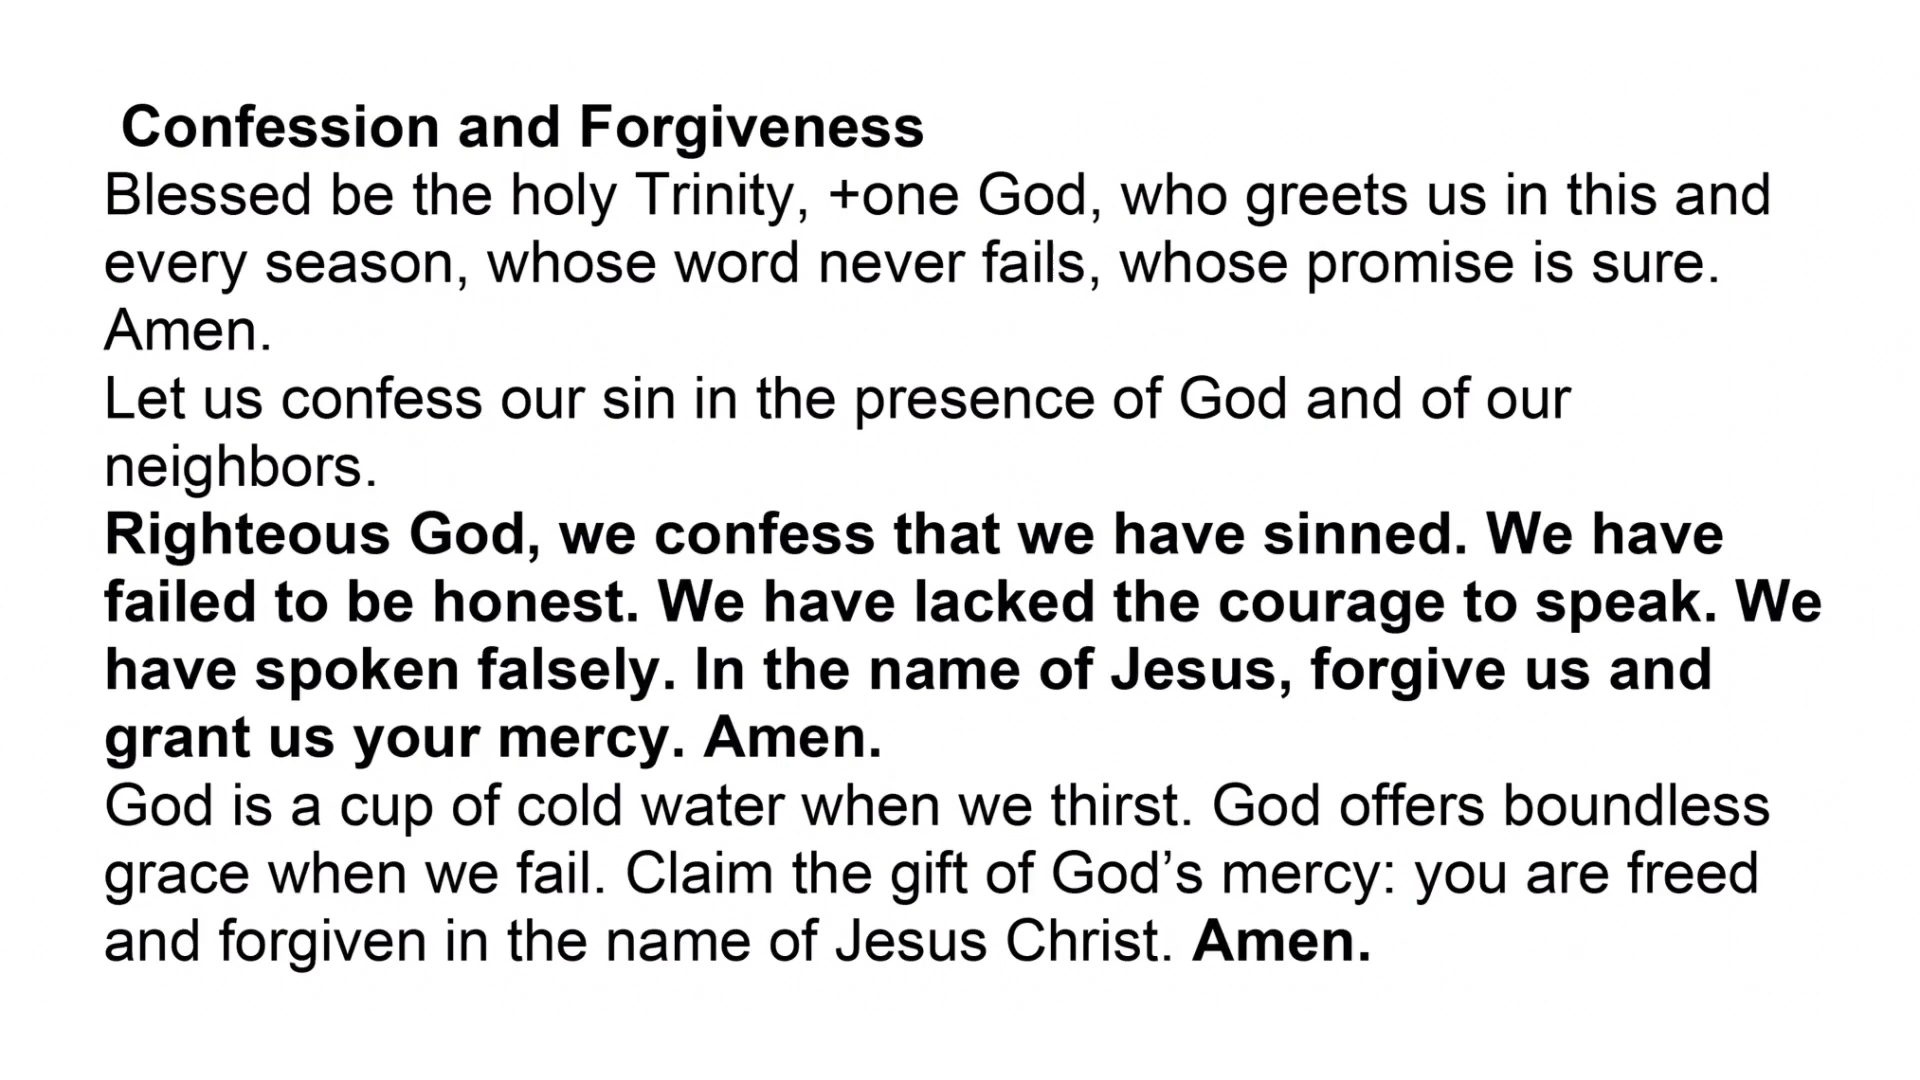 Confession and Forgiveness
Blessed be the holy Trinity, +one God, who greets us in this and
every season, whose word never fails, whose promise is sure.
Amen.
Let us confess our sin in the presence of God and of our
neighbors.
Righteous God, we confess that we have sinned. We have
failed to be honest. We have lacked the courage to speak. We
have spoken falsely. In the name of Jesus, forgive us and
grant us your mercy. Amen.
God is a cup of cold water when we thirst. God offers boundless
grace when we fail. Claim the gift of God’s mercy: you are freed
and forgiven in the name of Jesus Christ. Amen.